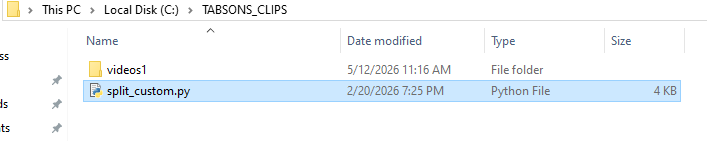 This PC > Local Disk (C:) > TABSONS_CLIPS
Name Date modified Type Size
ss
videos1 5/12/2026 11:16 AM File folder
split_custom.py 2/20/2026 7:25 PM Python File 4 KB
ds
nts